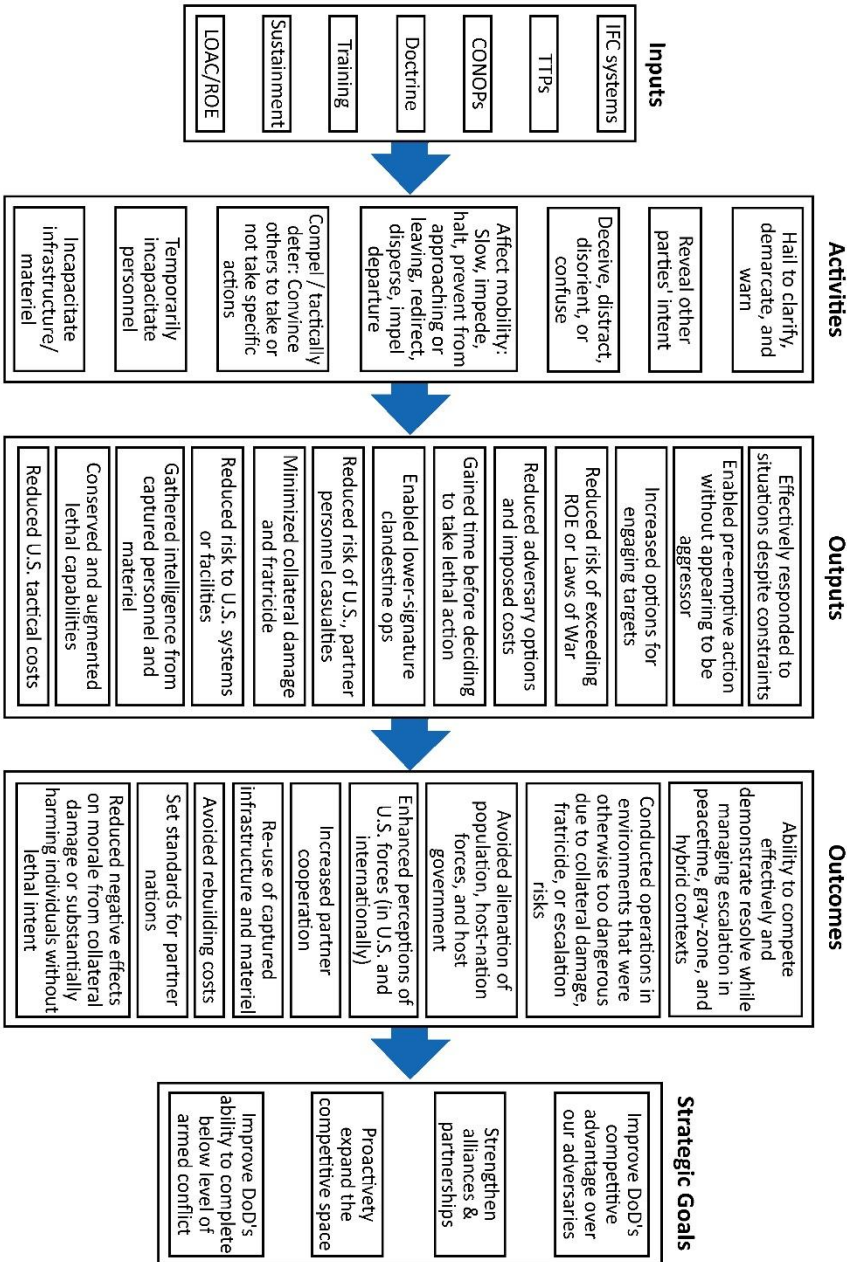 Inputs
IFC systems
TTPs
CONOPs
Doctrine
Training
Sustainment
LOAC/ROE
Activities
Hail to clarify,
demarcate, and
warn
Reveal other
parties' intent
Deceive, distract,
disorient, or
confuse
Affect mobility:
Slow, impede,
halt, prevent from
approaching or
leaving, redirect,
disperse, impel
departure
Compel / tactically
deter: Convince
others to take or
not take specific
actions
Temporarily
incapacitate
personnel
Incapacitate
infrastructure/
materiel
Outputs
Effectively responded to
situations despite constraints
Enabled pre-emptive action
without appearing to be
aggressor
Increased options for
engaging targets
Reduced risk of exceeding
ROE or Laws of War
Reduced adversary options
and imposed costs
Gained time before deciding
to take lethal action
Enabled lower-signature
clandestine ops
Reduced risk of U.S., partner
personnel casualties
Minimized collateral damage
and fratricide
Reduced risk to U.S. systems
or facilities
Gathered intelligence from
captured personnel and
materiel
Conserved and augmented
lethal capabilities
Reduced U.S. tactical costs
Outcomes
Ability to compete
effectively and
demonstrate resolve while
managing escalation in
peacetime, gray-zone, and
hybrid contexts
Conducted operations in
environments that were
otherwise too dangerous
due to collateral damage,
fratricide, or escalation
risks
Avoided alienation of
population, host-nation
forces, and host
government
Enhanced perceptions of
U.S. forces (in U.S. and
internationally)
Increased partner
cooperation
Re-use of captured
infrastructure and materiel
Avoided rebuilding costs
Set standards for partner
nations
Reduced negative effects
on morale from collateral
damage or substantially
harming individuals without
lethal intent
Strategic Goals
Improve DoD's
competitive
advantage over
our adversaries
Strengthen
alliances &
partnerships
Proactivety
expand the
competitive space
Improve DoD's
ability to complete
below level of
armed conflict